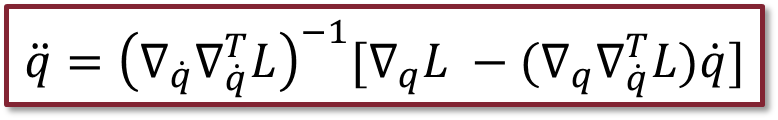 q̈ = (∇_q̇ ∇_q̇^T L)^−1 [∇_q L − (∇_q ∇_q̇^T L)q̇]